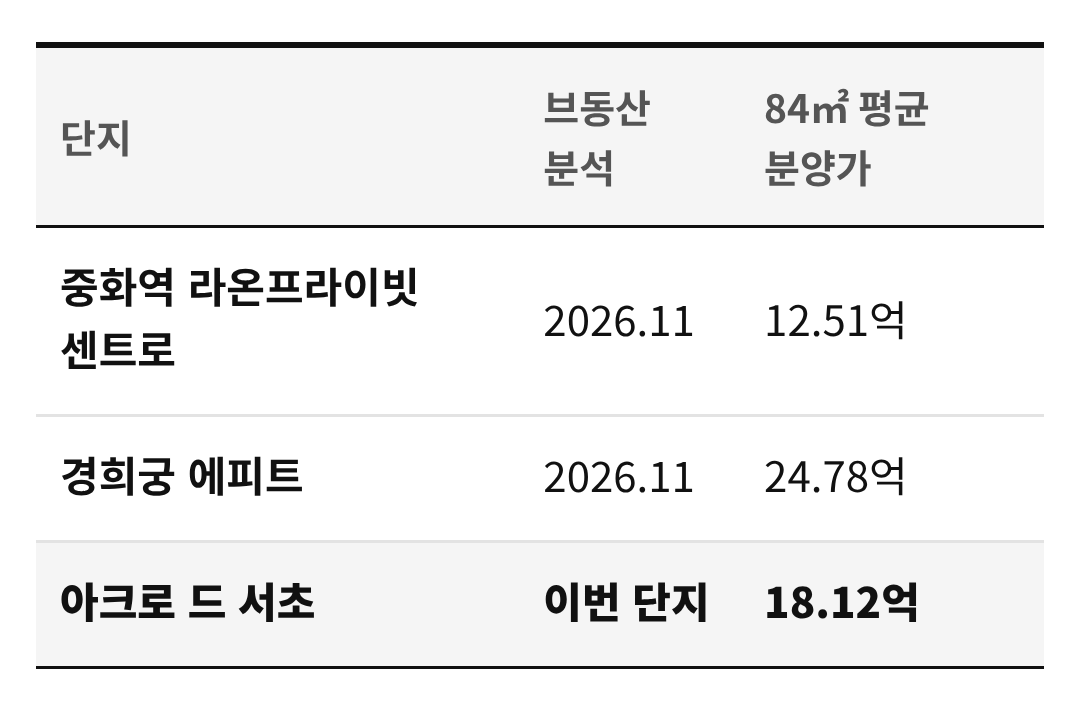 단지
브동산
분석
84㎡ 평균
분양가
중화역 라온프라이빗
센트로
2026.11
12.51억
경희궁 에피트
2026.11
24.78억
아크로 드 서초
이번 단지
18.12억